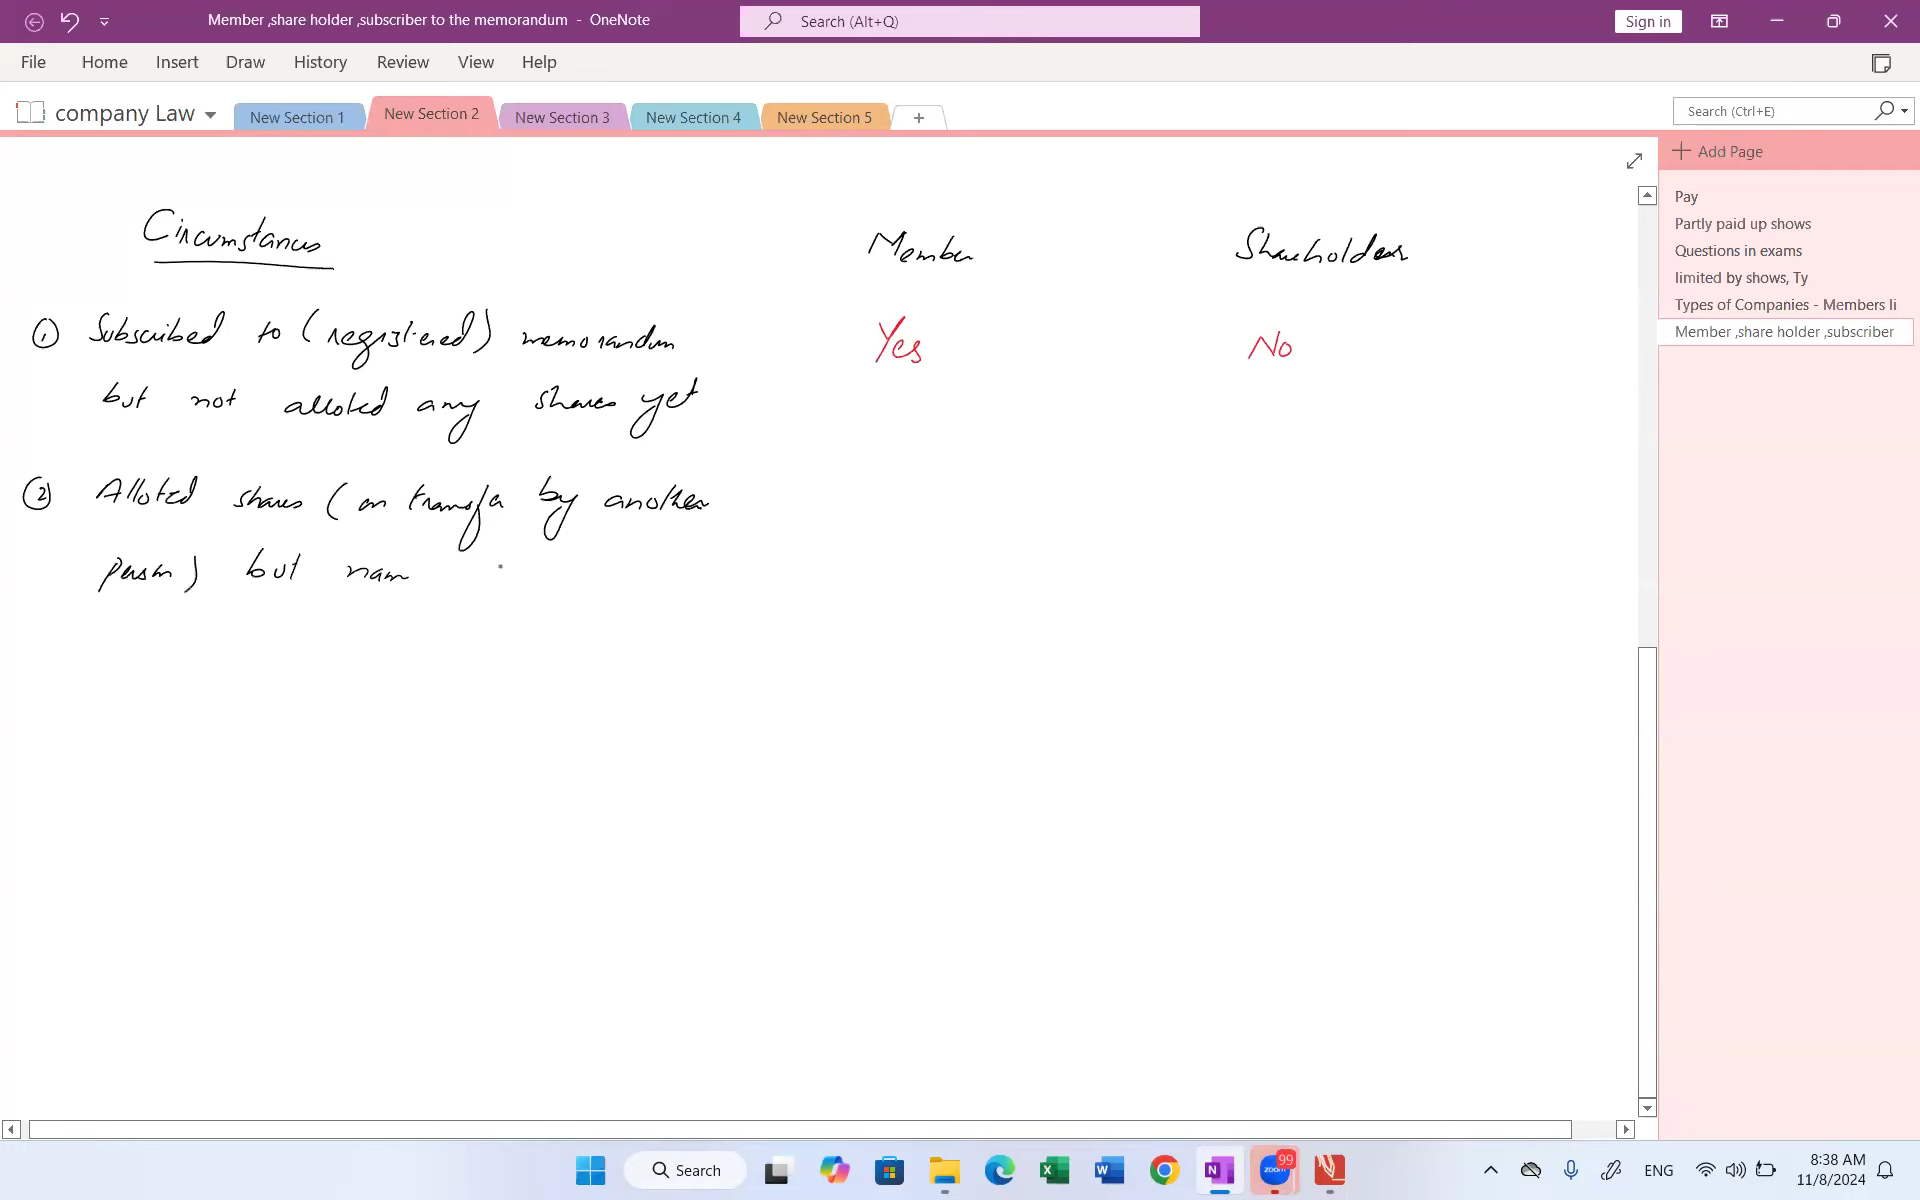 Member ,share holder ,subscriber to the memorandum - OneNote
Search (Alt+Q)
Sign in
File Home Insert Draw History Review View Help
company Law
New Section 1 New Section 2 New Section 3 New Section 4 New Section 5 +
Search (Ctrl+E)
Add Page
Pay
Partly paid up shows
Questions in exams
limited by shows, Ty
Types of Companies - Members li
Member ,share holder ,subscriber
Circumstances Member Shareholder
① Subscribed to (registered) memorandum Yes No
but not alloted any shares yet
② Alloted shares (or transfer by another
person) but nam
Search
99
zoom
ENG
8:38 AM
11/8/2024